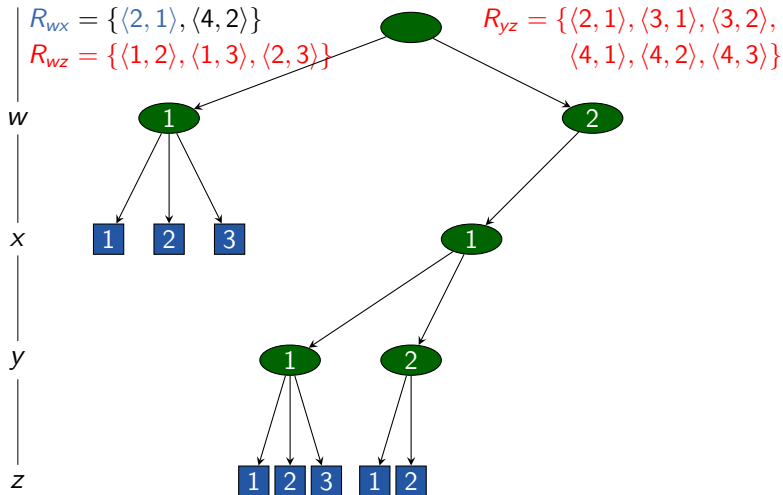 R_wx = {⟨2, 1⟩, ⟨4, 2⟩}
R_wz = {⟨1, 2⟩, ⟨1, 3⟩, ⟨2, 3⟩}
R_yz = {⟨2, 1⟩, ⟨3, 1⟩, ⟨3, 2⟩,
⟨4, 1⟩, ⟨4, 2⟩, ⟨4, 3⟩}
w 1 2
x 1 2 3 1
y 1 2
z 1 2 3 1 2